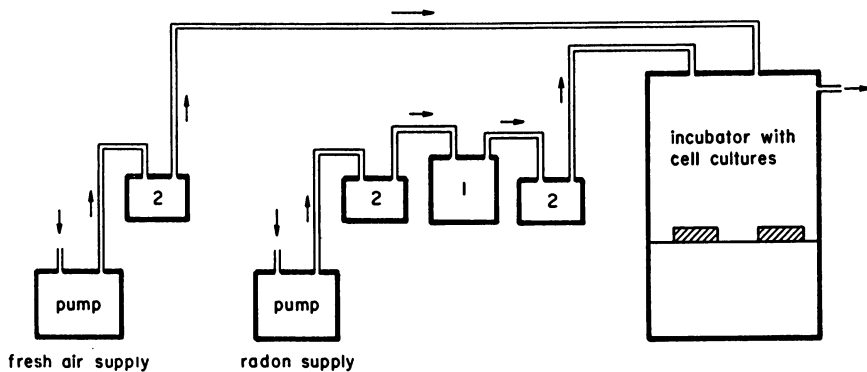 incubator with
cell cultures
2
2
1
2
pump
pump
fresh air supply
radon supply